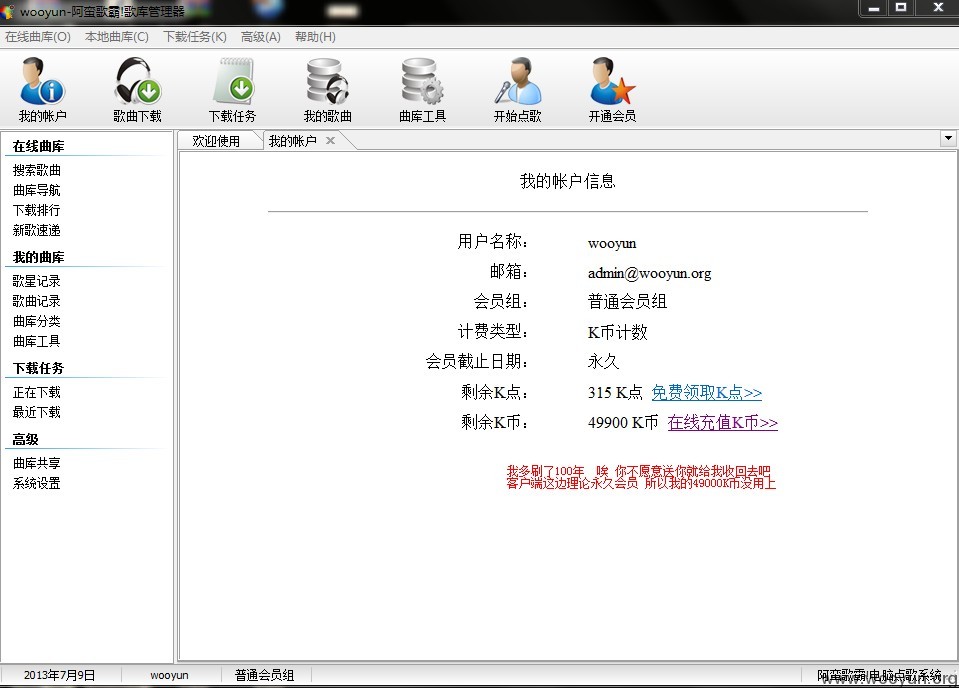 wooyun-阿蛮歌霸!歌库管理器
在线曲库(O) 本地曲库(C) 下载任务(K) 高级(A) 帮助(H)
我的帐户 歌曲下载 下载任务 我的歌曲 曲库工具 开始点歌 开通会员
在线曲库
搜索歌曲
曲库导航
下载排行
新歌速递
我的曲库
歌星记录
歌曲记录
曲库分类
曲库工具
下载任务
正在下载
最近下载
高级
曲库共享
系统设置
欢迎使用 我的帐户
我的帐户信息
用户名称： wooyun
邮箱： admin@wooyun.org
会员组： 普通会员组
计费类型： K币计数
会员截止日期： 永久
剩余K点： 315 K点 免费领取K点>>
剩余K币： 49900 K币 在线充值K币>>
我多刷了100年 唉 你不愿意送你就给我收回去吧
客户端这边理论永久会员 所以我的49000K币没用上
2013年7月9日 wooyun 普通会员组 阿蛮歌霸!电脑点歌系统
www.wooyun.org